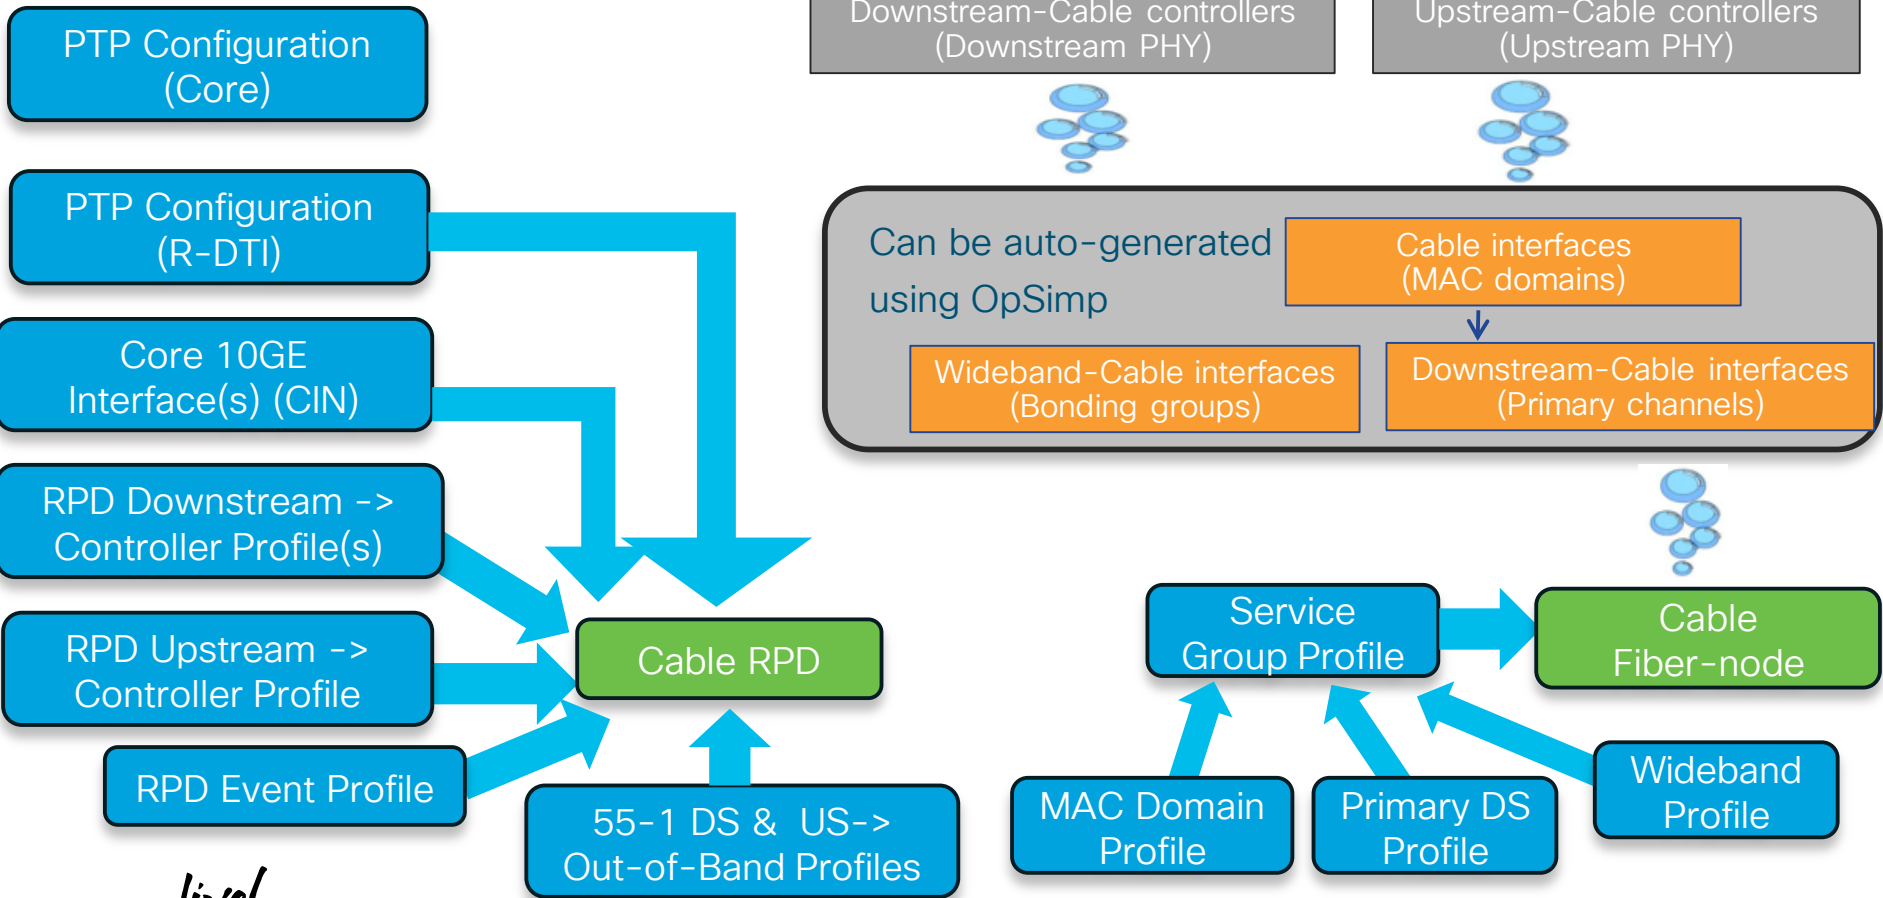 PTP Configuration
(Core)
Downstream-Cable controllers
(Downstream PHY)
Upstream-Cable controllers
(Upstream PHY)
PTP Configuration
(R-DTI)
Can be auto-generated
using OpSimp
Cable interfaces
(MAC domains)
Wideband-Cable interfaces
(Bonding groups)
Downstream-Cable interfaces
(Primary channels)
Core 10GE
Interface(s) (CIN)
RPD Downstream ->
Controller Profile(s)
RPD Upstream ->
Controller Profile
RPD Event Profile
Cable RPD
55-1 DS & US->
Out-of-Band Profiles
Service
Group Profile
Cable
Fiber-node
MAC Domain
Profile
Primary DS
Profile
Wideband
Profile